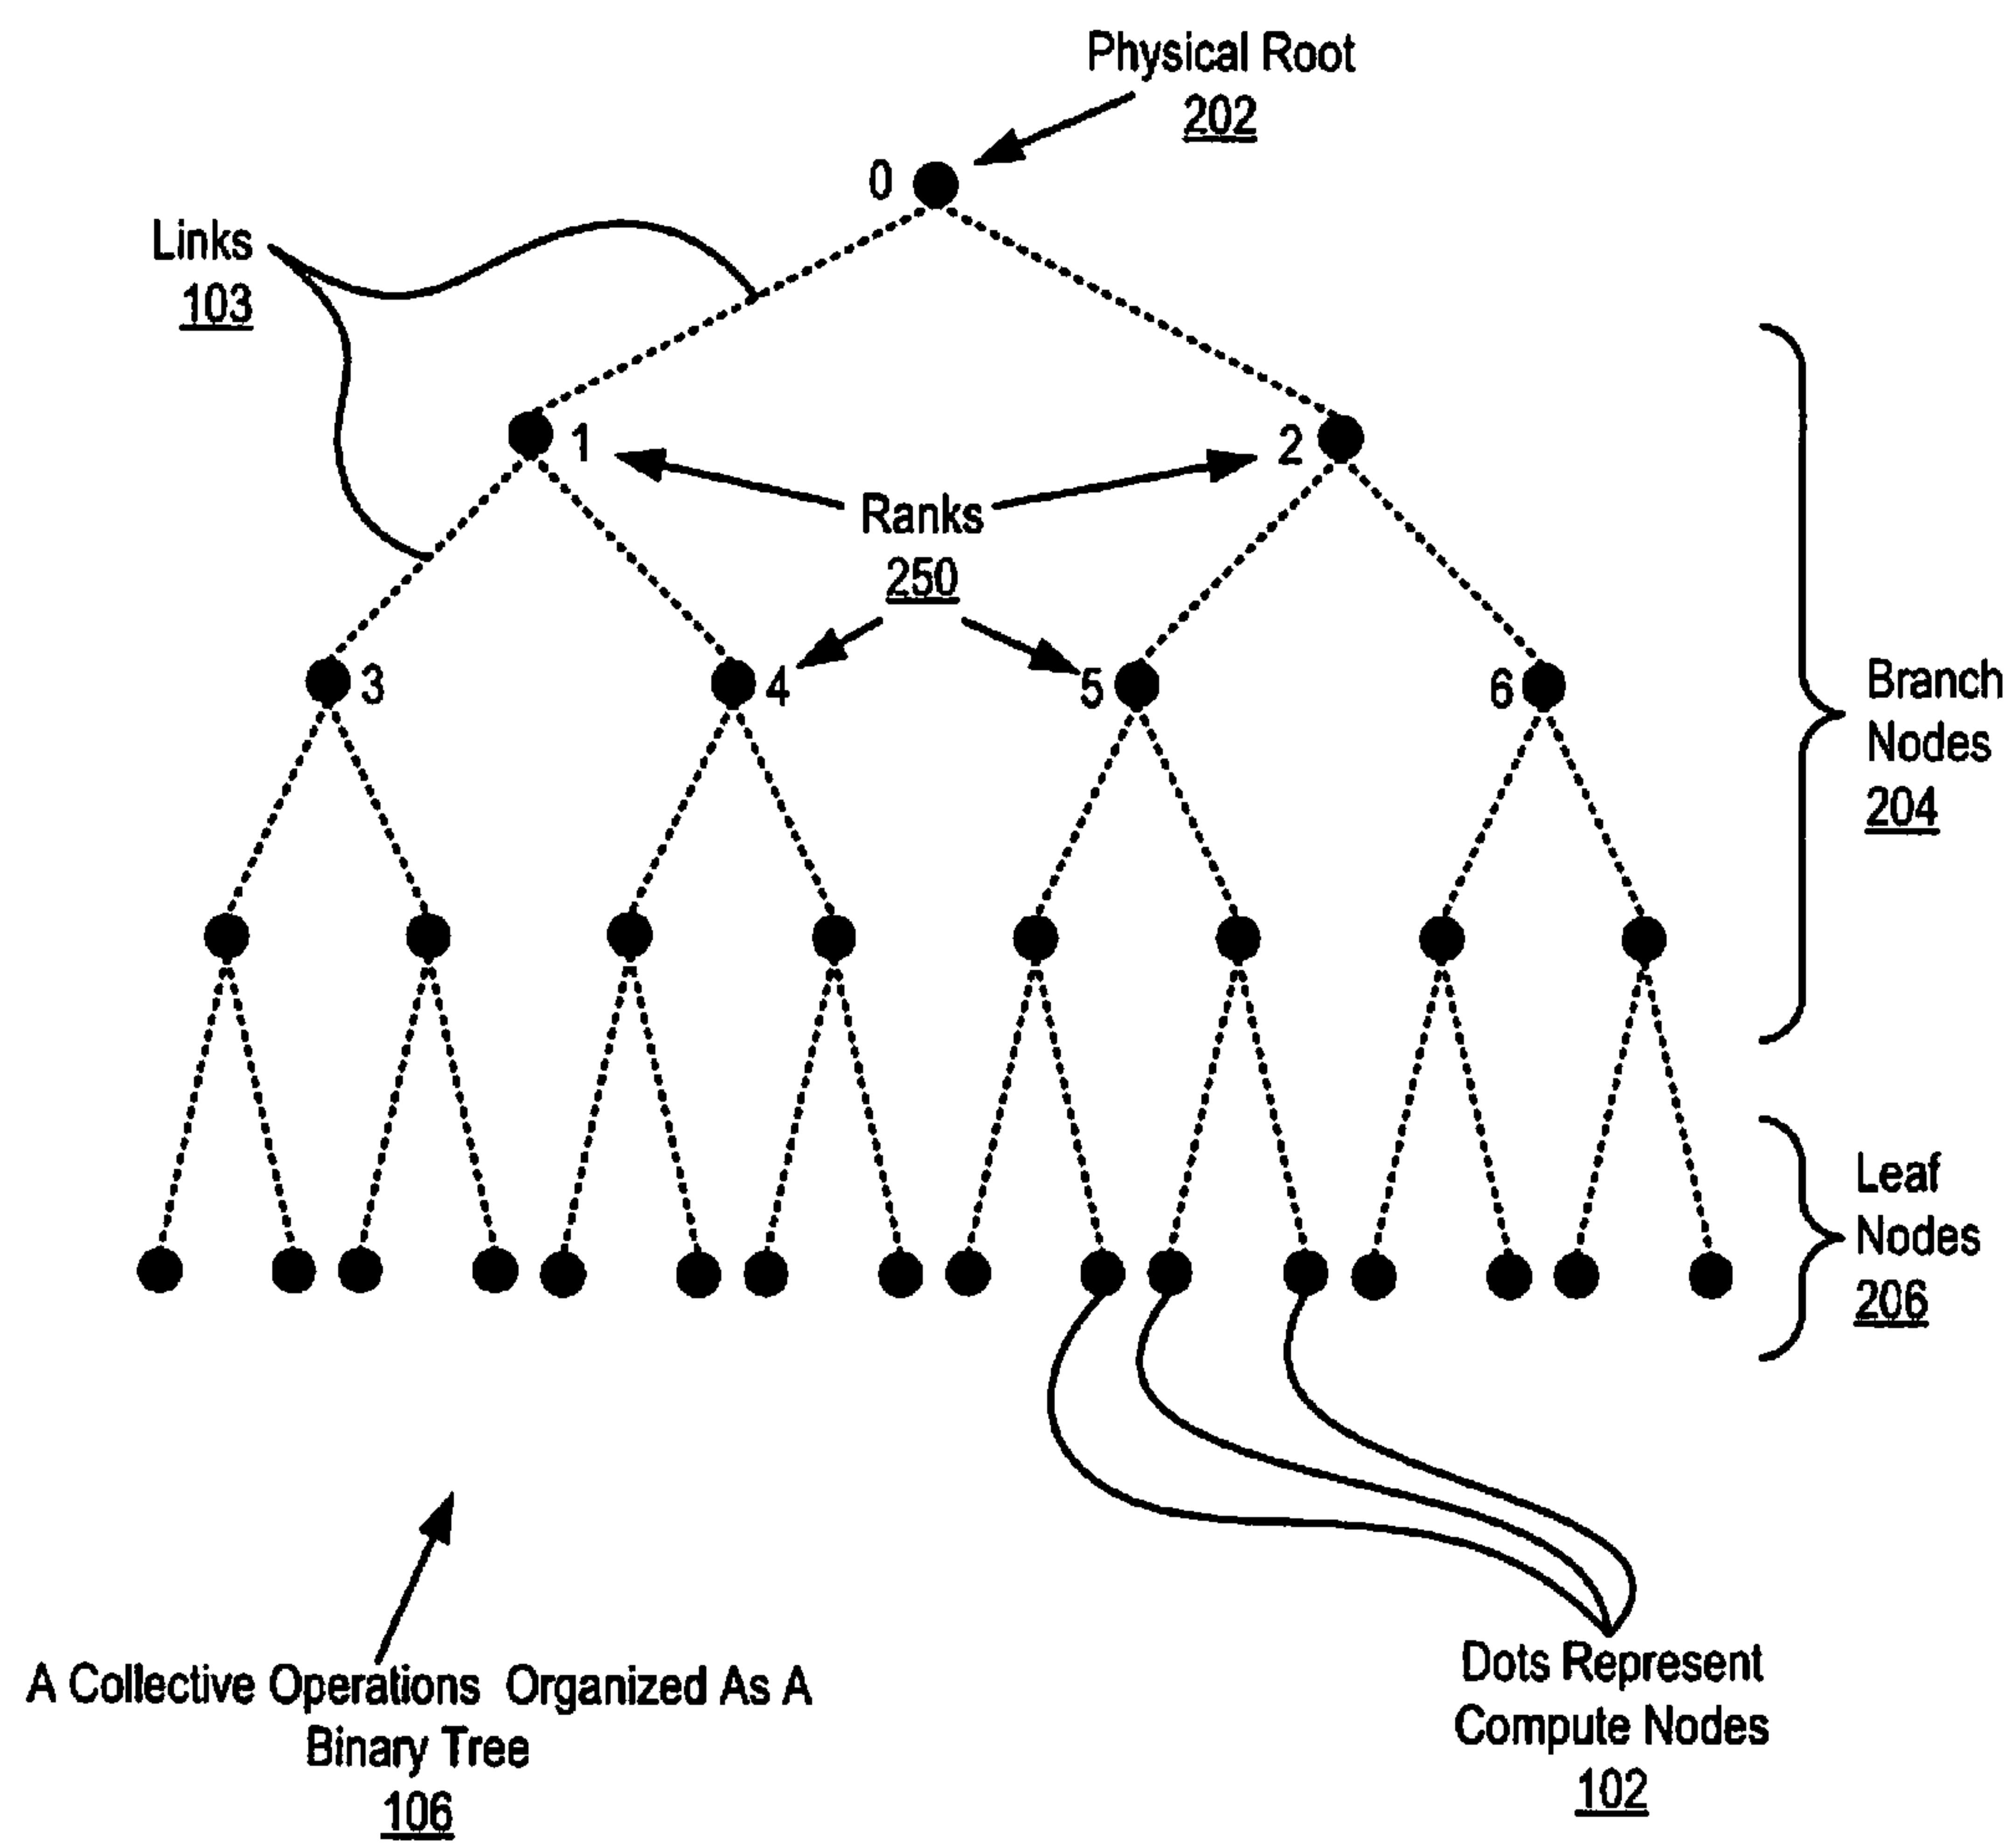 Physical Root
202
0
Links
103
1
2
Ranks
250
3
4
5
6
Branch
Nodes
204
Leaf
Nodes
206
A Collective Operations Organized As A
Binary Tree
106
Dots Represent
Compute Nodes
102